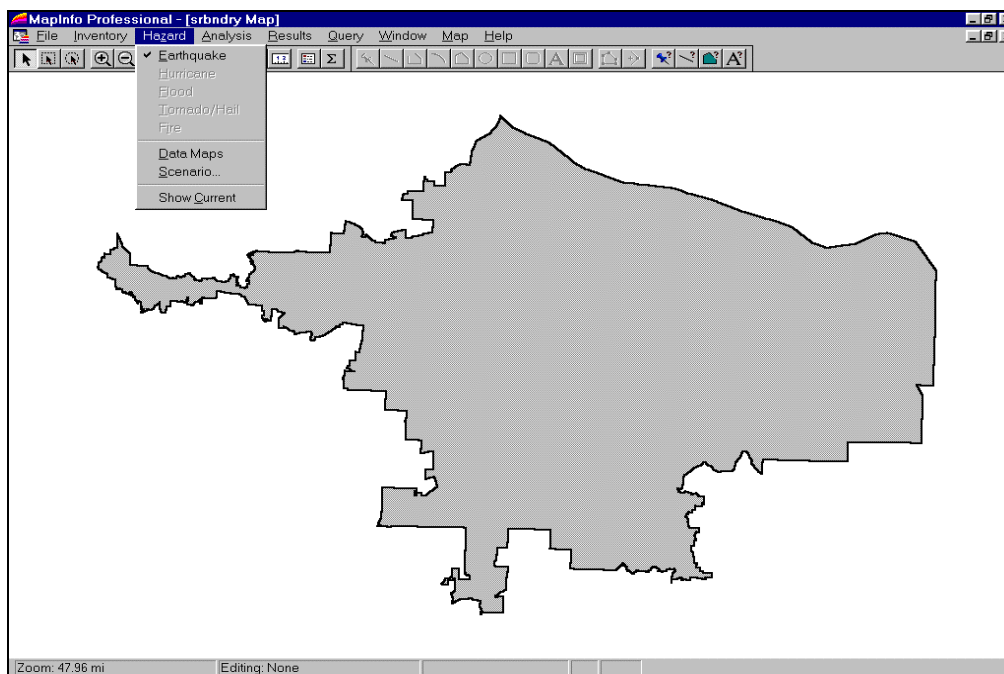 MapInfo Professional - [srbndry Map]
File Inventory Hazard Analysis Results Query Window Map Help
Earthquake
Hurricane
Flood
Tornado/Hail
Fire
Data Maps
Scenario...
Show Current
Zoom: 47.96 mi Editing: None